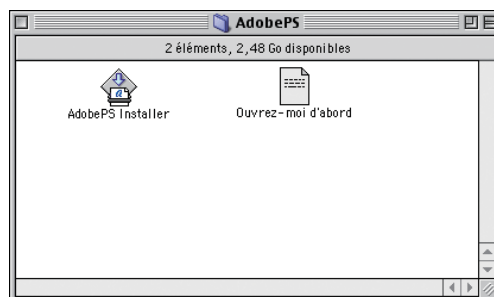 AdobePS
2 éléments, 2,48 Go disponibles
AdobePS Installer
Ouvrez-moi d'abord